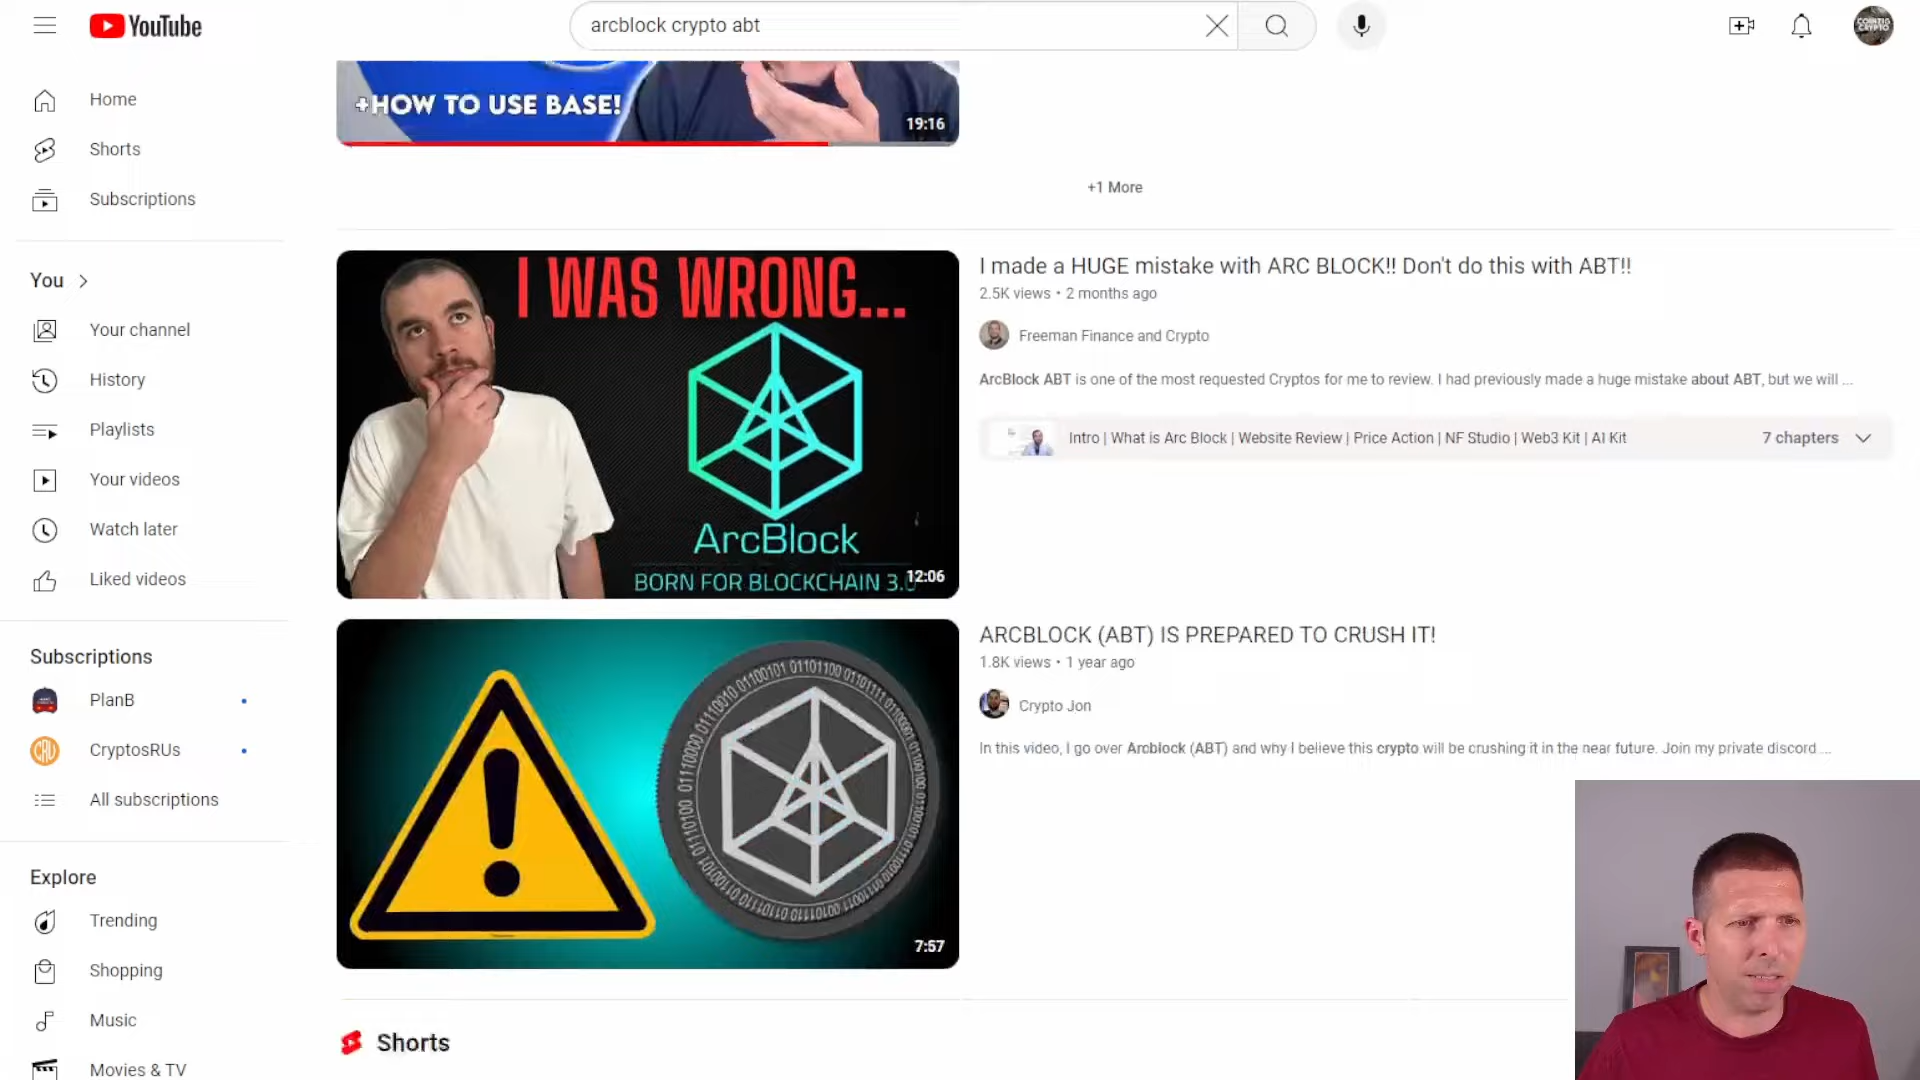 YouTube
arcblock crypto abt
COINTIG
CRYPTO
Home
Shorts
Subscriptions
You
Your channel
History
Playlists
Your videos
Watch later
Liked videos
Subscriptions
PlanB
CryptosRUs
All subscriptions
Explore
Trending
Shopping
Music
Movies & TV
+HOW TO USE BASE!
19:16
+1 More
I WAS WRONG...
ArcBlock
BORN FOR BLOCKCHAIN 3.0
12:06
I made a HUGE mistake with ARC BLOCK!! Don't do this with ABT!!
2.5K views • 2 months ago
Freeman Finance and Crypto
ArcBlock ABT is one of the most requested Cryptos for me to review. I had previously made a huge mistake about ABT, but we will ...
Intro | What is Arc Block | Website Review | Price Action | NF Studio | Web3 Kit | AI Kit
7 chapters
7:57
ARCBLOCK (ABT) IS PREPARED TO CRUSH IT!
1.8K views • 1 year ago
Crypto Jon
In this video, I go over Arcblock (ABT) and why I believe this crypto will be crushing it in the near future. Join my private discord ...
Shorts